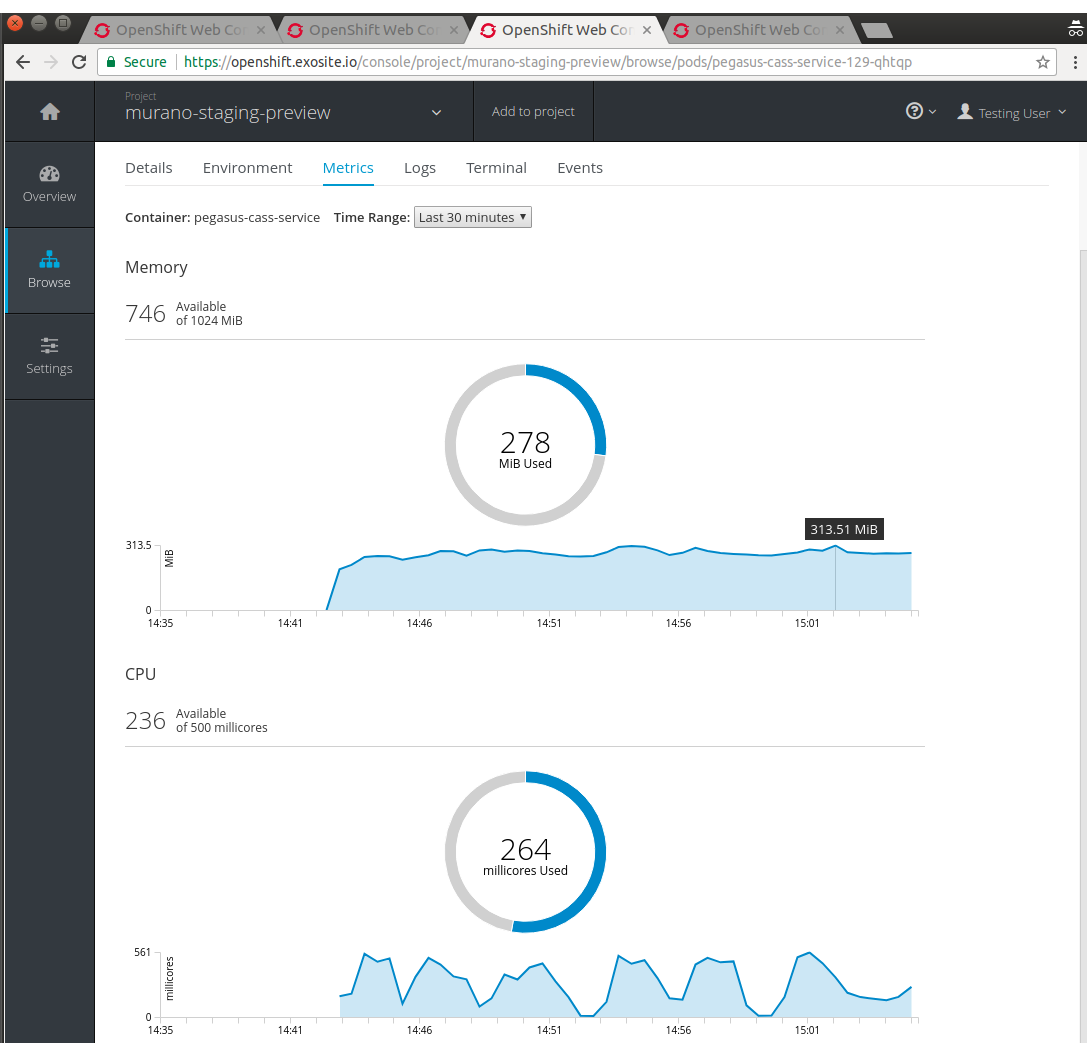 OpenShift Web Con OpenShift Web Con OpenShift Web Con OpenShift Web Con
Secure https://openshift.exosite.io/console/project/murano-staging-preview/browse/pods/pegasus-cass-service-129-qhtqp
Project
murano-staging-preview
Add to project
Testing User
Overview
Browse
Settings
Details Environment Metrics Logs Terminal Events
Container: pegasus-cass-service Time Range: Last 30 minutes
Memory
746 Available
of 1024 MiB
278
MiB Used
313.51 MiB
313.5
MiB
0
14:35 14:41 14:46 14:51 14:56 15:01
CPU
236 Available
of 500 millicores
264
millicores Used
561
millicores
0
14:35 14:41 14:46 14:51 14:56 15:01